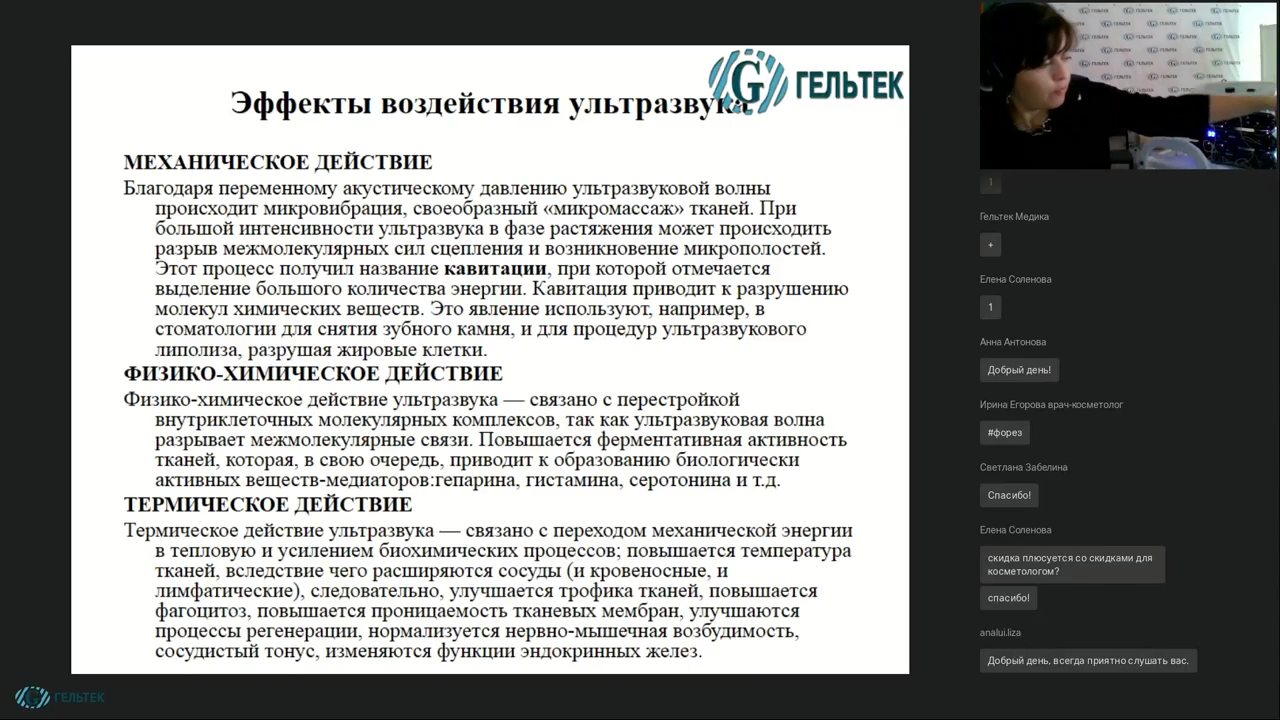 Эффекты воздействия ультразвука
ГЕЛЬТЕК
МЕХАНИЧЕСКОЕ ДЕЙСТВИЕ
Благодаря переменному акустическому давлению ультразвуковой волны
происходит микровибрация, своеобразный «микромассаж» тканей. При
большой интенсивности ультразвука в фазе растяжения может происходить
разрыв межмолекулярных сил сцепления и возникновение микрополостей.
Этот процесс получил название кавитации, при которой отмечается
выделение большого количества энергии. Кавитация приводит к разрушению
молекул химических веществ. Это явление используют, например, в
стоматологии для снятия зубного камня, и для процедур ультразвукового
липолиза, разрушая жировые клетки.
ФИЗИКО-ХИМИЧЕСКОЕ ДЕЙСТВИЕ
Физико-химическое действие ультразвука — связано с перестройкой
внутриклеточных молекулярных комплексов, так как ультразвуковая волна
разрывает межмолекулярные связи. Повышается ферментативная активность
тканей, которая, в свою очередь, приводит к образованию биологически
активных веществ-медиаторов:гепарина, гистамина, серотонина и т.д.
ТЕРМИЧЕСКОЕ ДЕЙСТВИЕ
Термическое действие ультразвука — связано с переходом механической энергии
в тепловую и усилением биохимических процессов; повышается температура
тканей, вследствие чего расширяются сосуды (и кровеносные, и
лимфатические), следовательно, улучшается трофика тканей, повышается
фагоцитоз, повышается проницаемость тканевых мембран, улучшаются
процессы регенерации, нормализуется нервно-мышечная возбудимость,
сосудистый тонус, изменяются функции эндокринных желез.
ГЕЛЬТЕК
1
Гельтек Медика
+
Елена Соленова
1
Анна Антонова
Добрый день!
Ирина Егорова врач-косметолог
#форез
Светлана Забелина
Спасибо!
Елена Соленова
скидка плюсуется со скидками для
косметологом?
спасибо!
analui.liza
Добрый день, всегда приятно слушать вас.